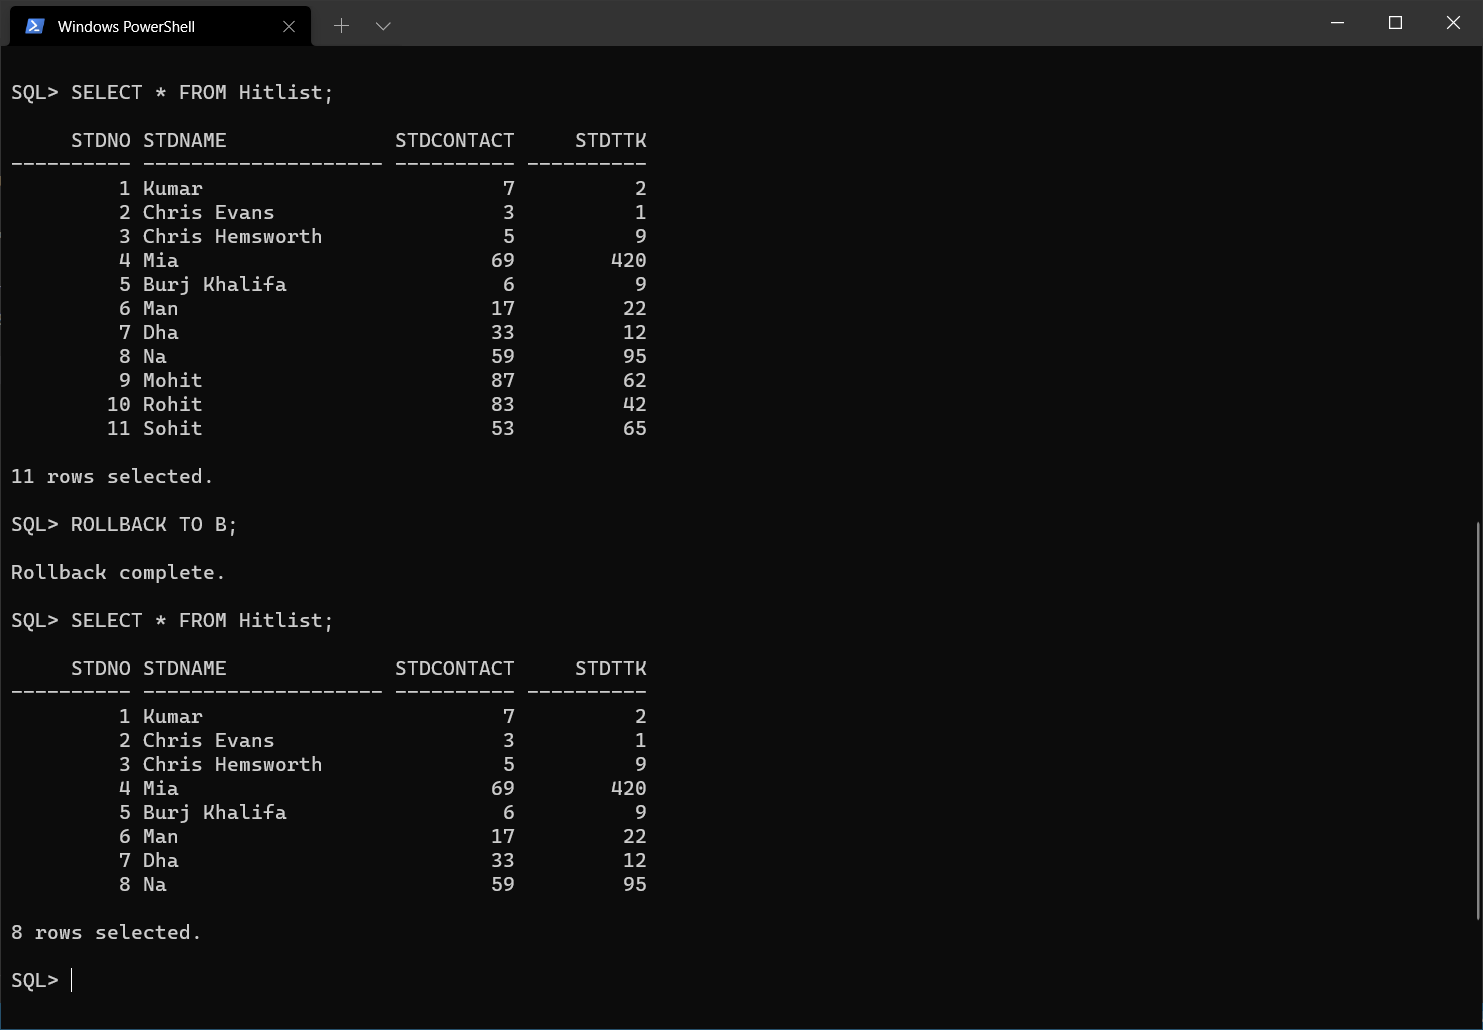 Windows PowerShell
SQL> SELECT * FROM Hitlist;
     STDNO STDNAME              STDCONTACT     STDTTK
---------- -------------------- ---------- ----------
         1 Kumar                         7          2
         2 Chris Evans                   3          1
         3 Chris Hemsworth               5          9
         4 Mia                          69        420
         5 Burj Khalifa                  6          9
         6 Man                          17         22
         7 Dha                          33         12
         8 Na                           59         95
         9 Mohit                        87         62
        10 Rohit                        83         42
        11 Sohit                        53         65
11 rows selected.
SQL> ROLLBACK TO B;
Rollback complete.
SQL> SELECT * FROM Hitlist;
     STDNO STDNAME              STDCONTACT     STDTTK
---------- -------------------- ---------- ----------
         1 Kumar                         7          2
         2 Chris Evans                   3          1
         3 Chris Hemsworth               5          9
         4 Mia                          69        420
         5 Burj Khalifa                  6          9
         6 Man                          17         22
         7 Dha                          33         12
         8 Na                           59         95
8 rows selected.
SQL>